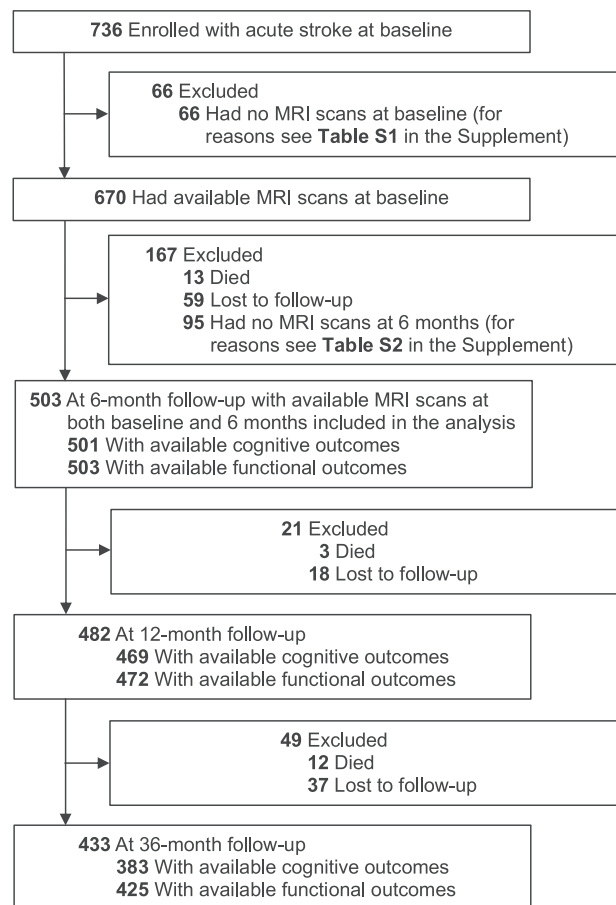 736 Enrolled with acute stroke at baseline
66 Excluded
66 Had no MRI scans at baseline (for
reasons see Table S1 in the Supplement)
670 Had available MRI scans at baseline
167 Excluded
13 Died
59 Lost to follow-up
95 Had no MRI scans at 6 months (for
reasons see Table S2 in the Supplement)
503 At 6-month follow-up with available MRI scans at
both baseline and 6 months included in the analysis
501 With available cognitive outcomes
503 With available functional outcomes
21 Excluded
3 Died
18 Lost to follow-up
482 At 12-month follow-up
469 With available cognitive outcomes
472 With available functional outcomes
49 Excluded
12 Died
37 Lost to follow-up
433 At 36-month follow-up
383 With available cognitive outcomes
425 With available functional outcomes